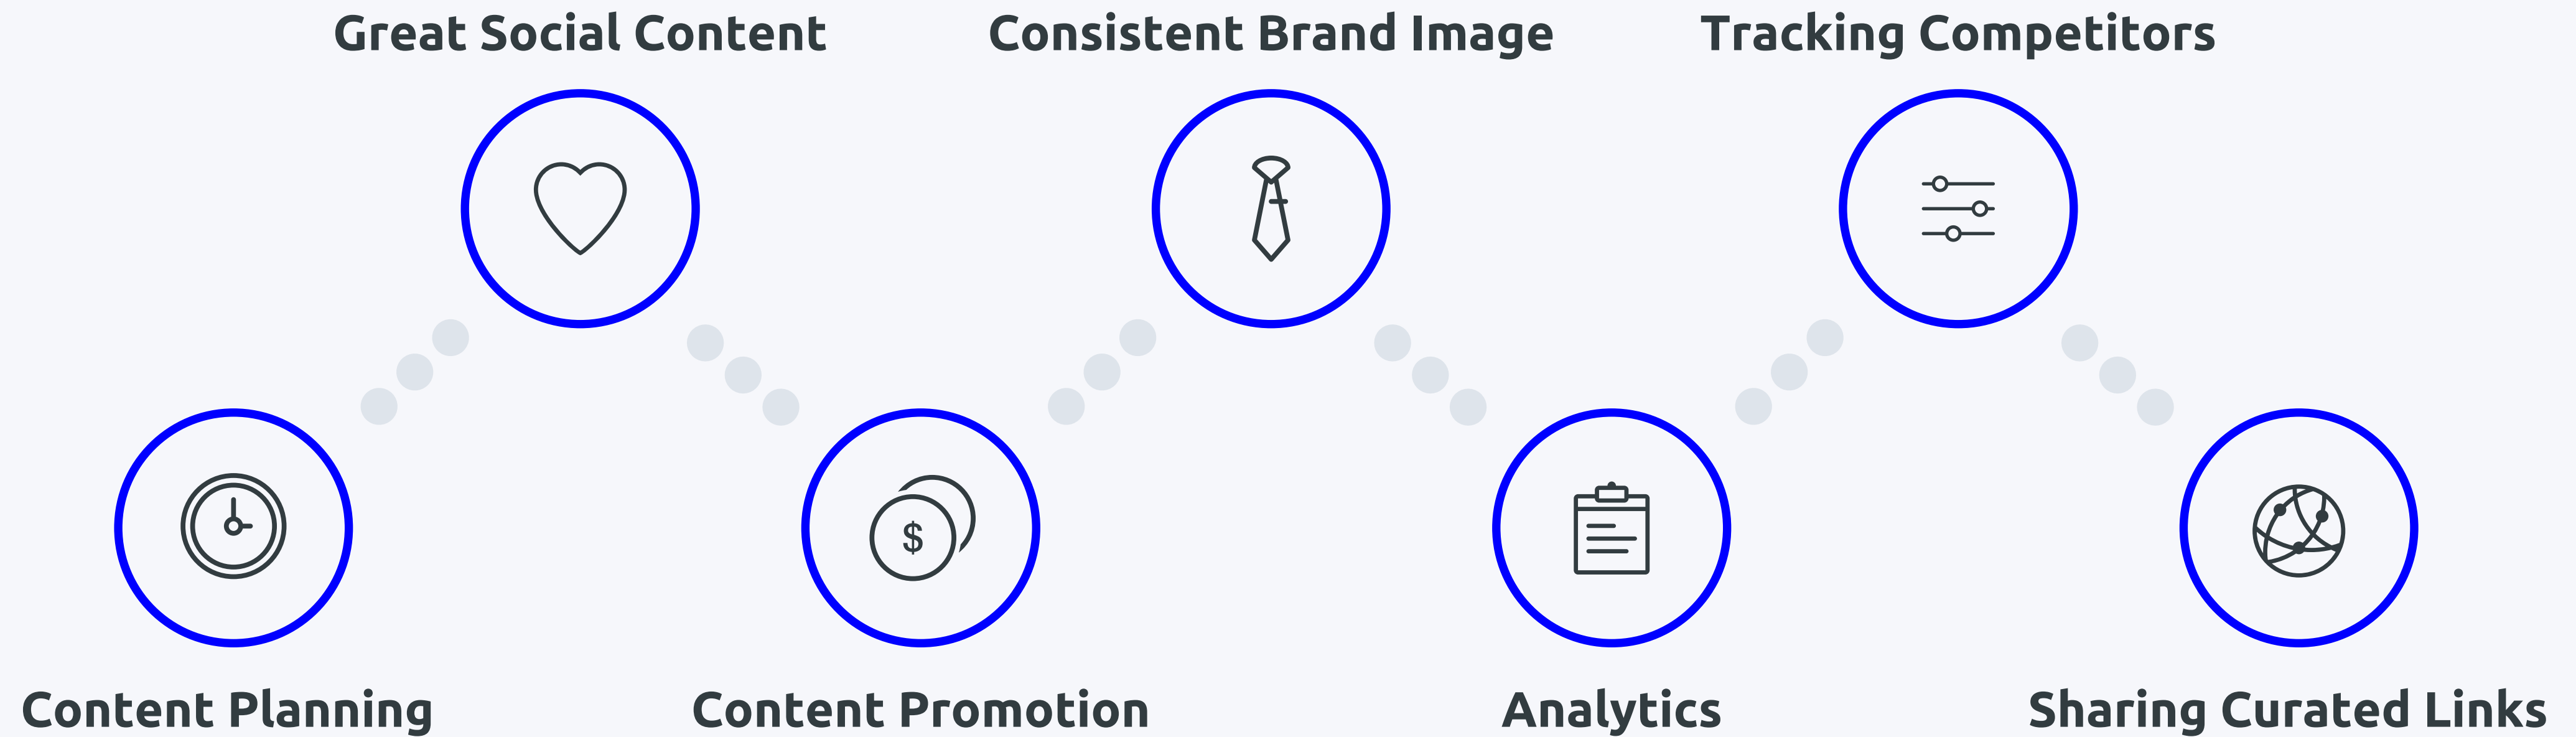 Great Social Content
Consistent Brand Image
Tracking Competitors
$
Content Planning
Content Promotion
Analytics
Sharing Curated Links